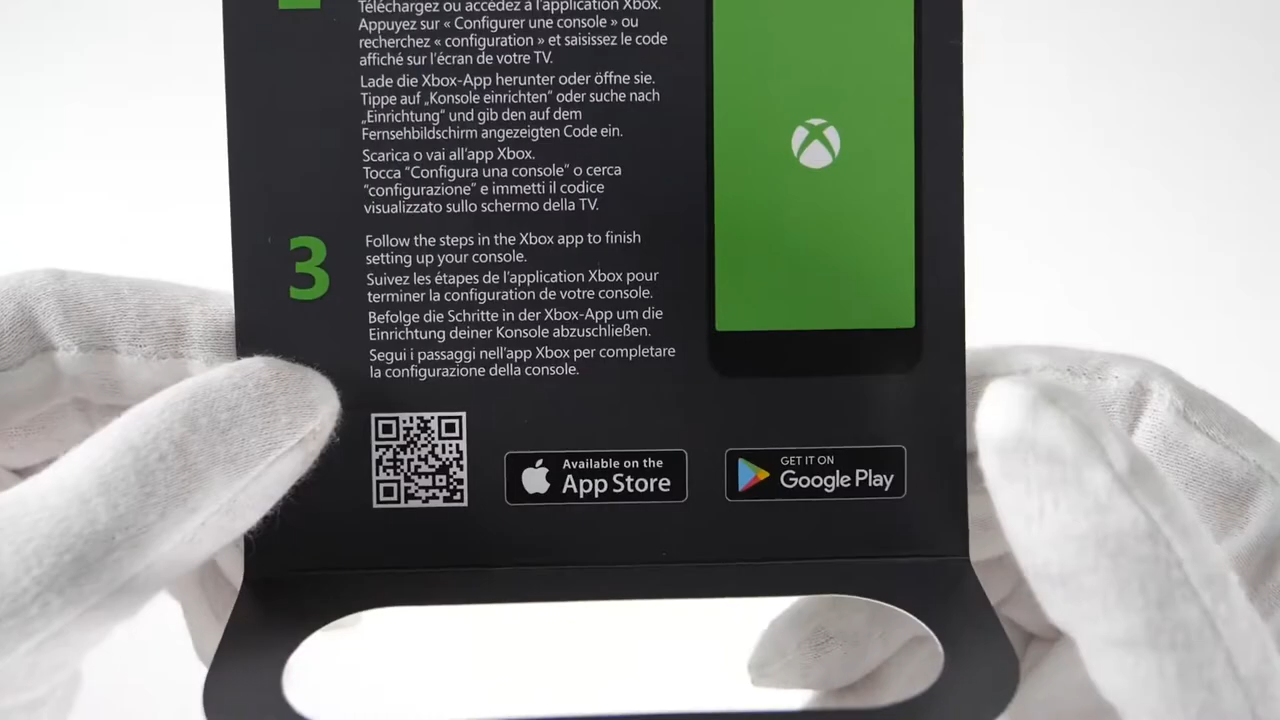 Téléchargez ou accédez à l'application Xbox.
Appuyez sur « Configurer une console » ou
recherchez « configuration » et saisissez le code
affiché sur l'écran de votre TV.
Lade die Xbox-App herunter oder öffne sie.
Tippe auf „Konsole einrichten" oder suche nach
„Einrichtung" und gib den auf dem
Fernsehbildschirm angezeigten Code ein.
Scarica o vai all'app Xbox.
Tocca "Configura una console" o cerca
"configurazione" e immetti il codice
visualizzato sullo schermo della TV.
3
Follow the steps in the Xbox app to finish
setting up your console.
Suivez les étapes de l'application Xbox pour
terminer la configuration de votre console.
Befolge die Schritte in der Xbox-App um die
Einrichtung deiner Konsole abzuschließen.
Segui i passaggi nell'app Xbox per completare
la configurazione della console.
Available on the
App Store
GET IT ON
Google Play